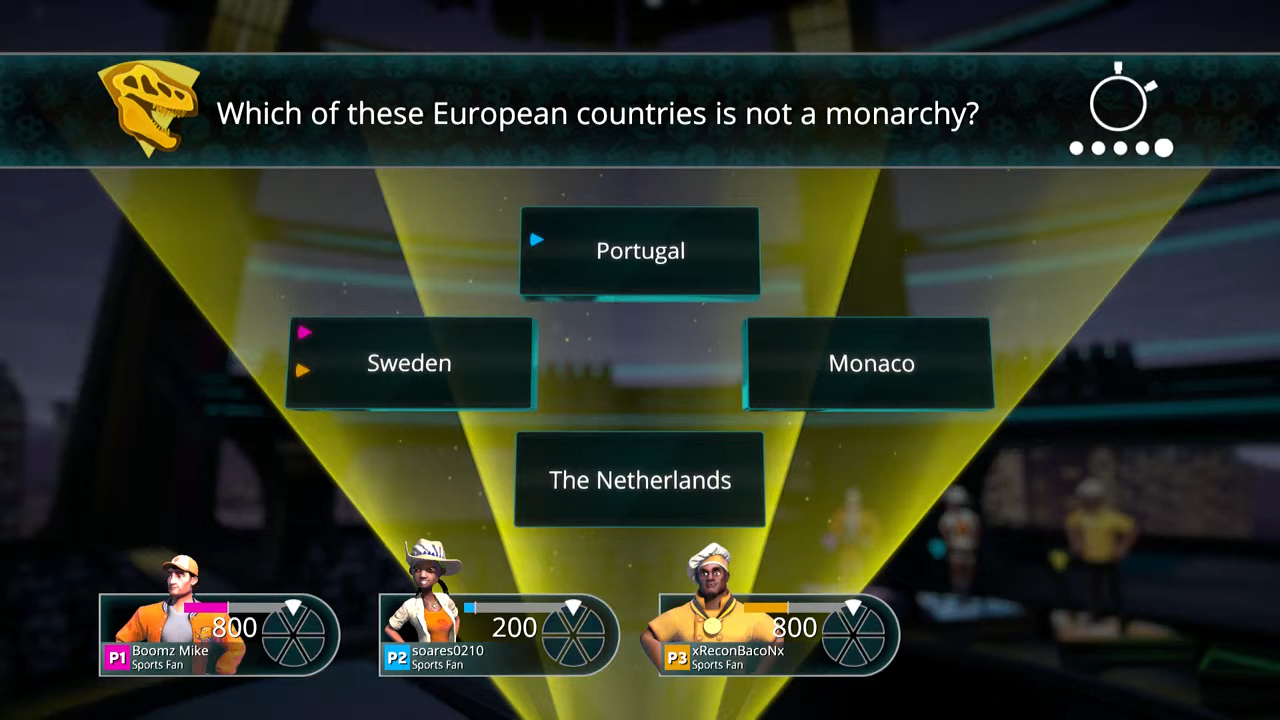 Which of these European countries is not a monarchy?
Portugal
Sweden
Monaco
The Netherlands
800
P1
Boomz Mike
Sports Fan
200
P2
soares0210
Sports Fan
800
P3
xReconBacoNx
Sports Fan